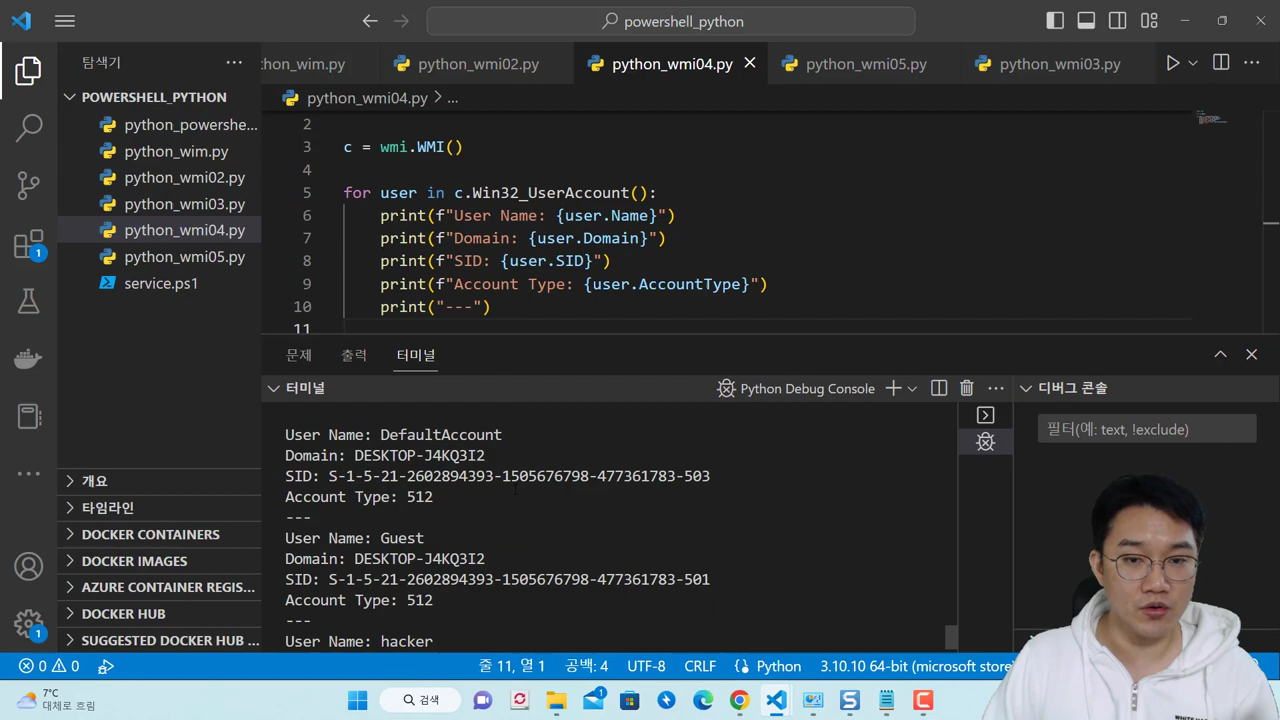 powershell_python
탐색기
hon_wim.py
python_wmi02.py
python_wmi04.py
python_wmi05.py
python_wmi03.py
POWERSHELL_PYTHON
python_wmi04.py > ...
python_powershe...
python_wim.py
python_wmi02.py
python_wmi03.py
python_wmi04.py
python_wmi05.py
service.ps1
2
3 c = wmi.WMI()
4
5 for user in c.Win32_UserAccount():
6 print(f"User Name: {user.Name}")
7 print(f"Domain: {user.Domain}")
8 print(f"SID: {user.SID}")
9 print(f"Account Type: {user.AccountType}")
10 print("---")
11
문제 출력 터미널
터미널
Python Debug Console
디버그 콘솔
필터(예: text, !exclude)
User Name: DefaultAccount
Domain: DESKTOP-J4KQ3I2
SID: S-1-5-21-2602894393-1505676798-477361783-503
Account Type: 512
---
User Name: Guest
Domain: DESKTOP-J4KQ3I2
SID: S-1-5-21-2602894393-1505676798-477361783-501
Account Type: 512
---
User Name: hacker
개요
타임라인
DOCKER CONTAINERS
DOCKER IMAGES
AZURE CONTAINER REGIS...
DOCKER HUB
SUGGESTED DOCKER HUB ...
1
1
0 0
줄 11, 열 1
공백: 4
UTF-8
CRLF
Python
3.10.10 64-bit (microsoft store)
7°C
대체로 흐림
검색
1